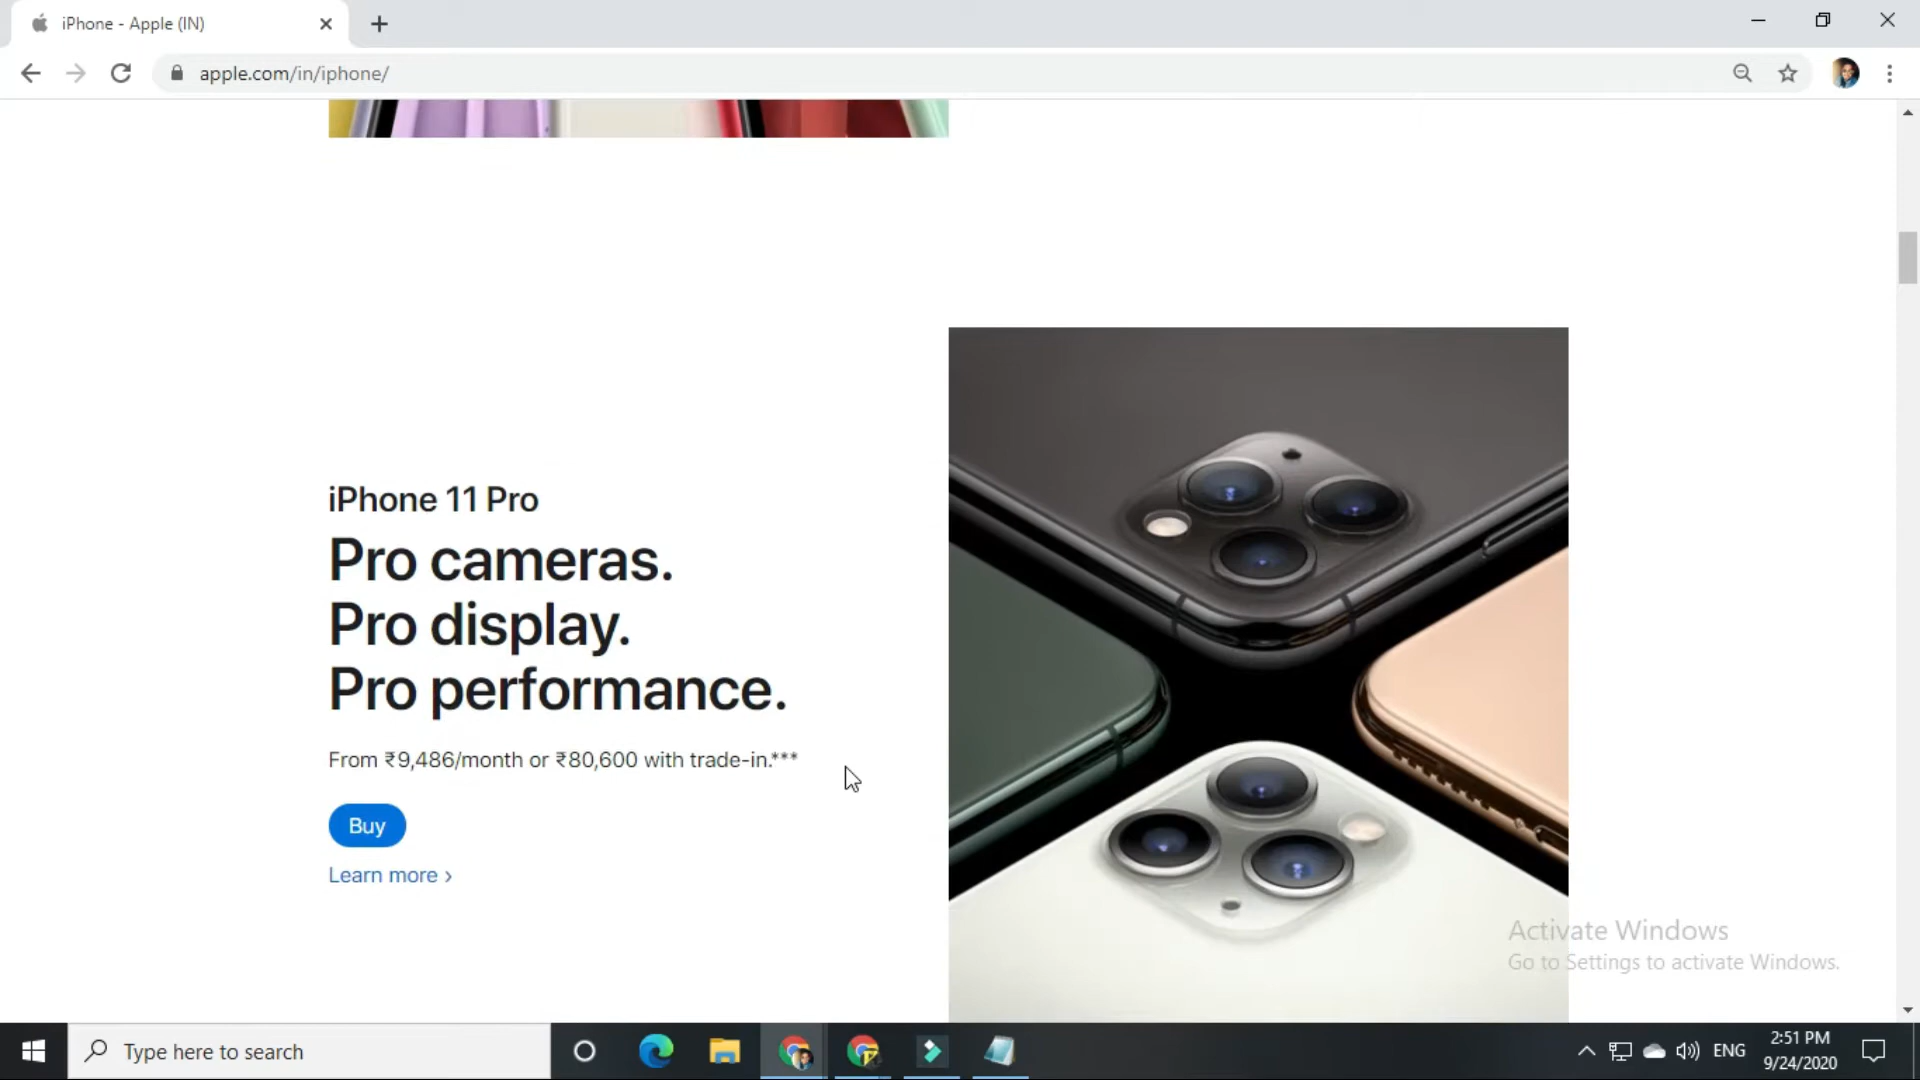 iPhone - Apple (IN)
apple.com/in/iphone/
iPhone 11 Pro
Pro cameras.
Pro display.
Pro performance.
From ₹9,486/month or ₹80,600 with trade-in.***
Buy
Learn more ›
Activate Windows
Go to Settings to activate Windows.
Type here to search
ENG
2:51 PM
9/24/2020